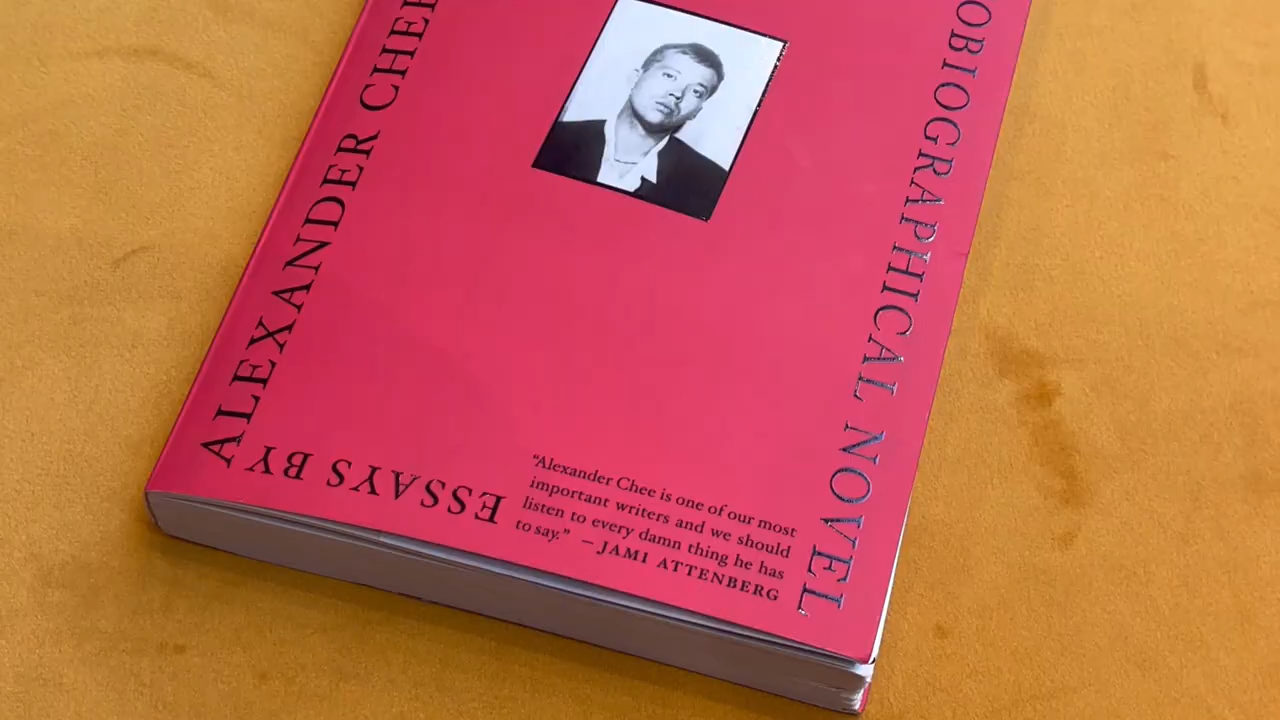 ALEXANDER CHEE
ESSAYS BY
OBIOGRAPHICAL NOVEL
“Alexander Chee is one of our most
important writers and we should
listen to every damn thing he has
to say.” —JAMI ATTENBERG